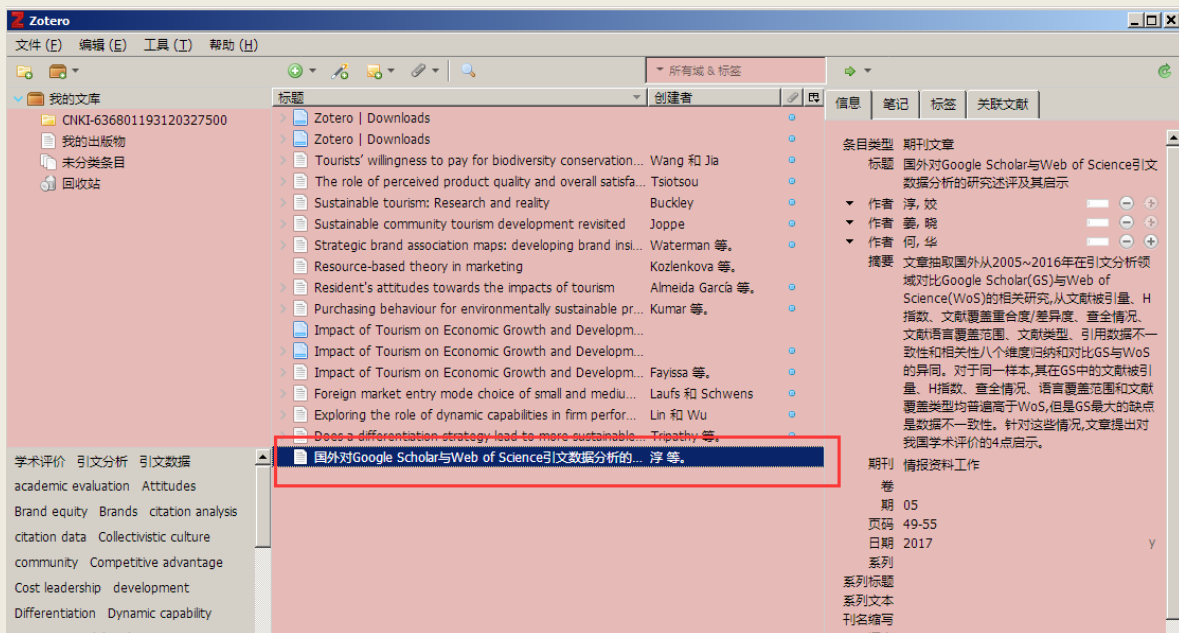 Zotero
文件(F) 编辑(E) 工具(T) 帮助(H)
所有域 & 标签
我的文库
CNKI-636801193120327500
我的出版物
未分类条目
回收站
标题 创建者
Zotero | Downloads
Zotero | Downloads
Tourists' willingness to pay for biodiversity conservation... Wang 和 Jia
The role of perceived product quality and overall satisfa... Tsiotsou
Sustainable tourism: Research and reality Buckley
Sustainable community tourism development revisited Joppe
Strategic brand association maps: developing brand insi... Waterman 等。
Resource-based theory in marketing Kozlenkova 等。
Resident's attitudes towards the impacts of tourism Almeida García 等。
Purchasing behaviour for environmentally sustainable pr... Kumar 等。
Impact of Tourism on Economic Growth and Developm...
Impact of Tourism on Economic Growth and Developm...
Impact of Tourism on Economic Growth and Developm... Fayissa 等。
Foreign market entry mode choice of small and mediu... Laufs 和 Schwens
Exploring the role of dynamic capabilities in firm perfor... Lin 和 Wu
Does a differentiation strategy lead to more sustainable... Tripathy 等。
国外对Google Scholar与Web of Science引文数据分析的... 淳 等。
学术评价 引文分析 引文数据
academic evaluation Attitudes
Brand equity Brands citation analysis
citation data Collectivistic culture
community Competitive advantage
Cost leadership development
Differentiation Dynamic capability
信息 笔记 标签 关联文献
条目类型 期刊文章
标题 国外对Google Scholar与Web of Science引文
数据分析的研究述评及其启示
作者 淳, 姣
作者 姜, 晓
作者 何, 华
摘要 文章抽取国外从2005~2016年在引文分析领
域对比Google Scholar(GS)与Web of
Science(WoS)的相关研究,从文献被引量、H
指数、文献覆盖重合度/差异度、查全情况、
文献语言覆盖范围、文献类型、引用数据不一
致性和相关性八个维度归纳和对比GS与WoS
的异同。对于同一样本,其在GS中的文献被引
量、H指数、查全情况、语言覆盖范围和文献
覆盖类型均普遍高于WoS,但是GS最大的缺点
是数据不一致性。针对这些情况,文章提出对
我国学术评价的4点启示。
期刊 情报资料工作
卷
期 05
页码 49-55
日期 2017 y
系列
系列标题
系列文本
刊名缩写